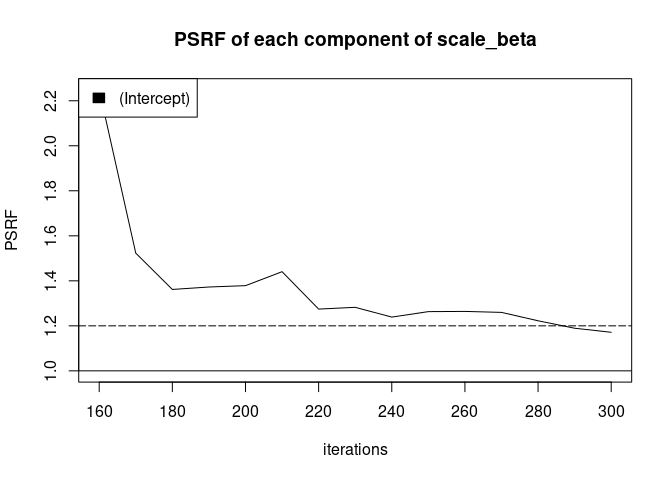 PSRF of each component of scale_beta
(Intercept)
PSRF
2.2
2.0
1.8
1.6
1.4
1.2
1.0
160 180 200 220 240 260 280 300
iterations